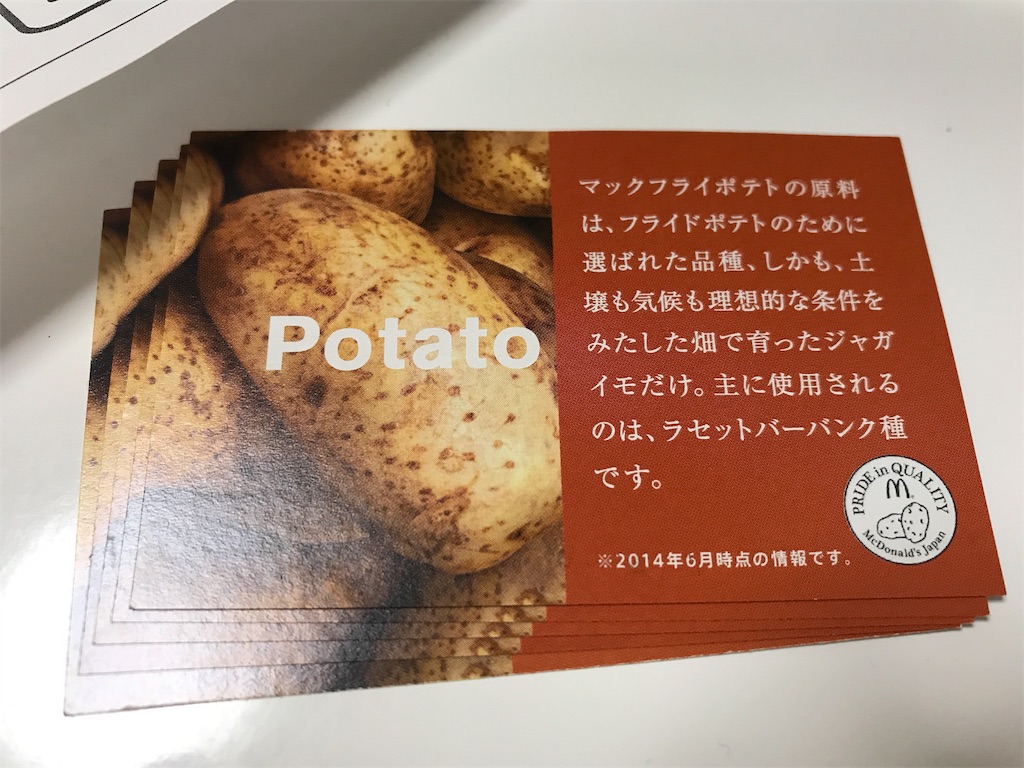 Potato
マックフライポテトの原料
は、フライドポテトのために
選ばれた品種、しかも、土
壌も気候も理想的な条件を
みたした畑で育ったジャガ
イモだけ。主に使用される
のは、ラセットバーバンク種
です。
PRIDE in QUALITY
McDonald's Japan
※2014年6月時点の情報です。